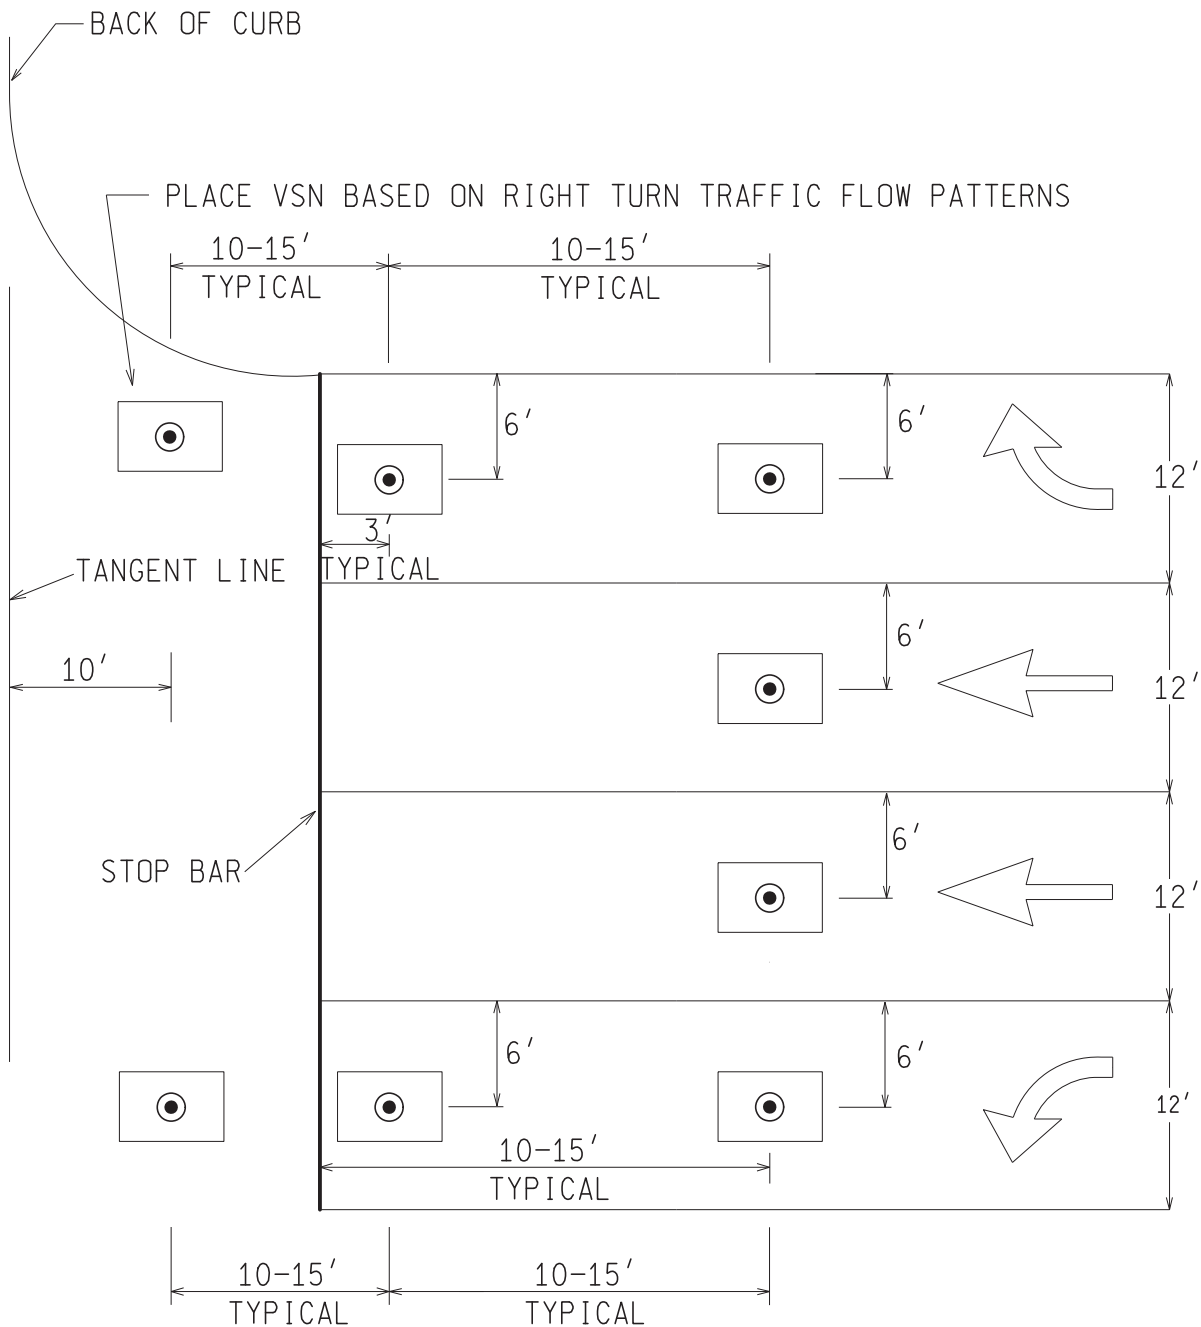 BACK OF CURB
PLACE VSN BASED ON RIGHT TURN TRAFFIC FLOW PATTERNS
10-15'
TYPICAL
10-15'
TYPICAL
6'
6'
12'
3'
TYPICAL
TANGENT LINE
10'
6'
12'
STOP BAR
6'
12'
6'
6'
12'
10-15'
TYPICAL
10-15'
TYPICAL
10-15'
TYPICAL